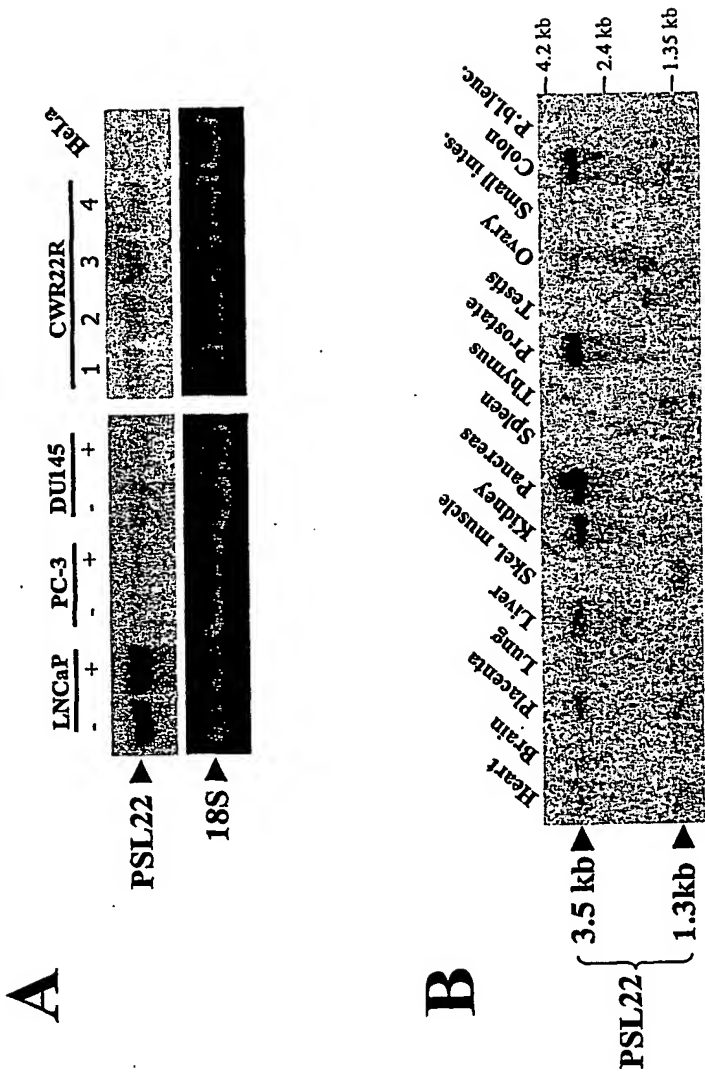 A
LNCaP PC-3 DU145 CWR22R HeLa
- + - + - + 1 2 3 4
PSL22
18S
B
Heart Brain Placenta Lung Liver Skel. muscle Kidney Pancreas Spleen Thymus Prostate Testis Ovary Small intes. Colon P.bl.leuc.
3.5 kb
1.3kb
PSL22
4.2 kb
2.4 kb
1.35 kb